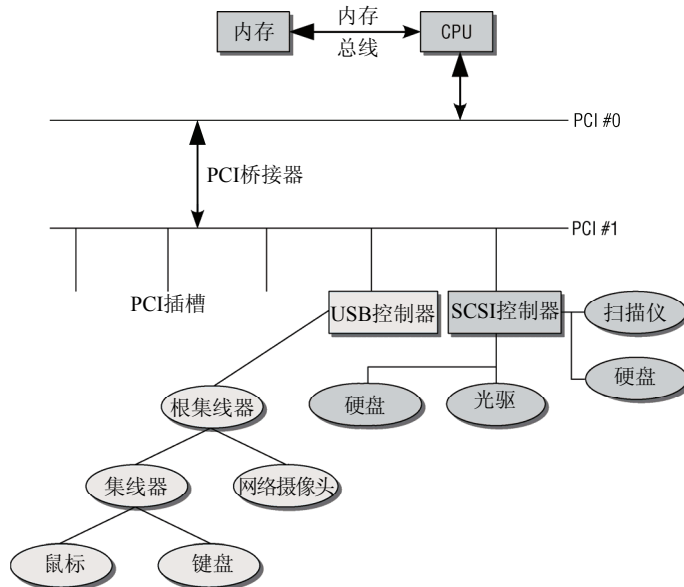 内存
内存
总线
CPU
PCI #0
PCI桥接器
PCI #1
PCI插槽
USB控制器
SCSI控制器
扫描仪
硬盘
根集线器
硬盘
光驱
集线器
网络摄像头
鼠标
键盘